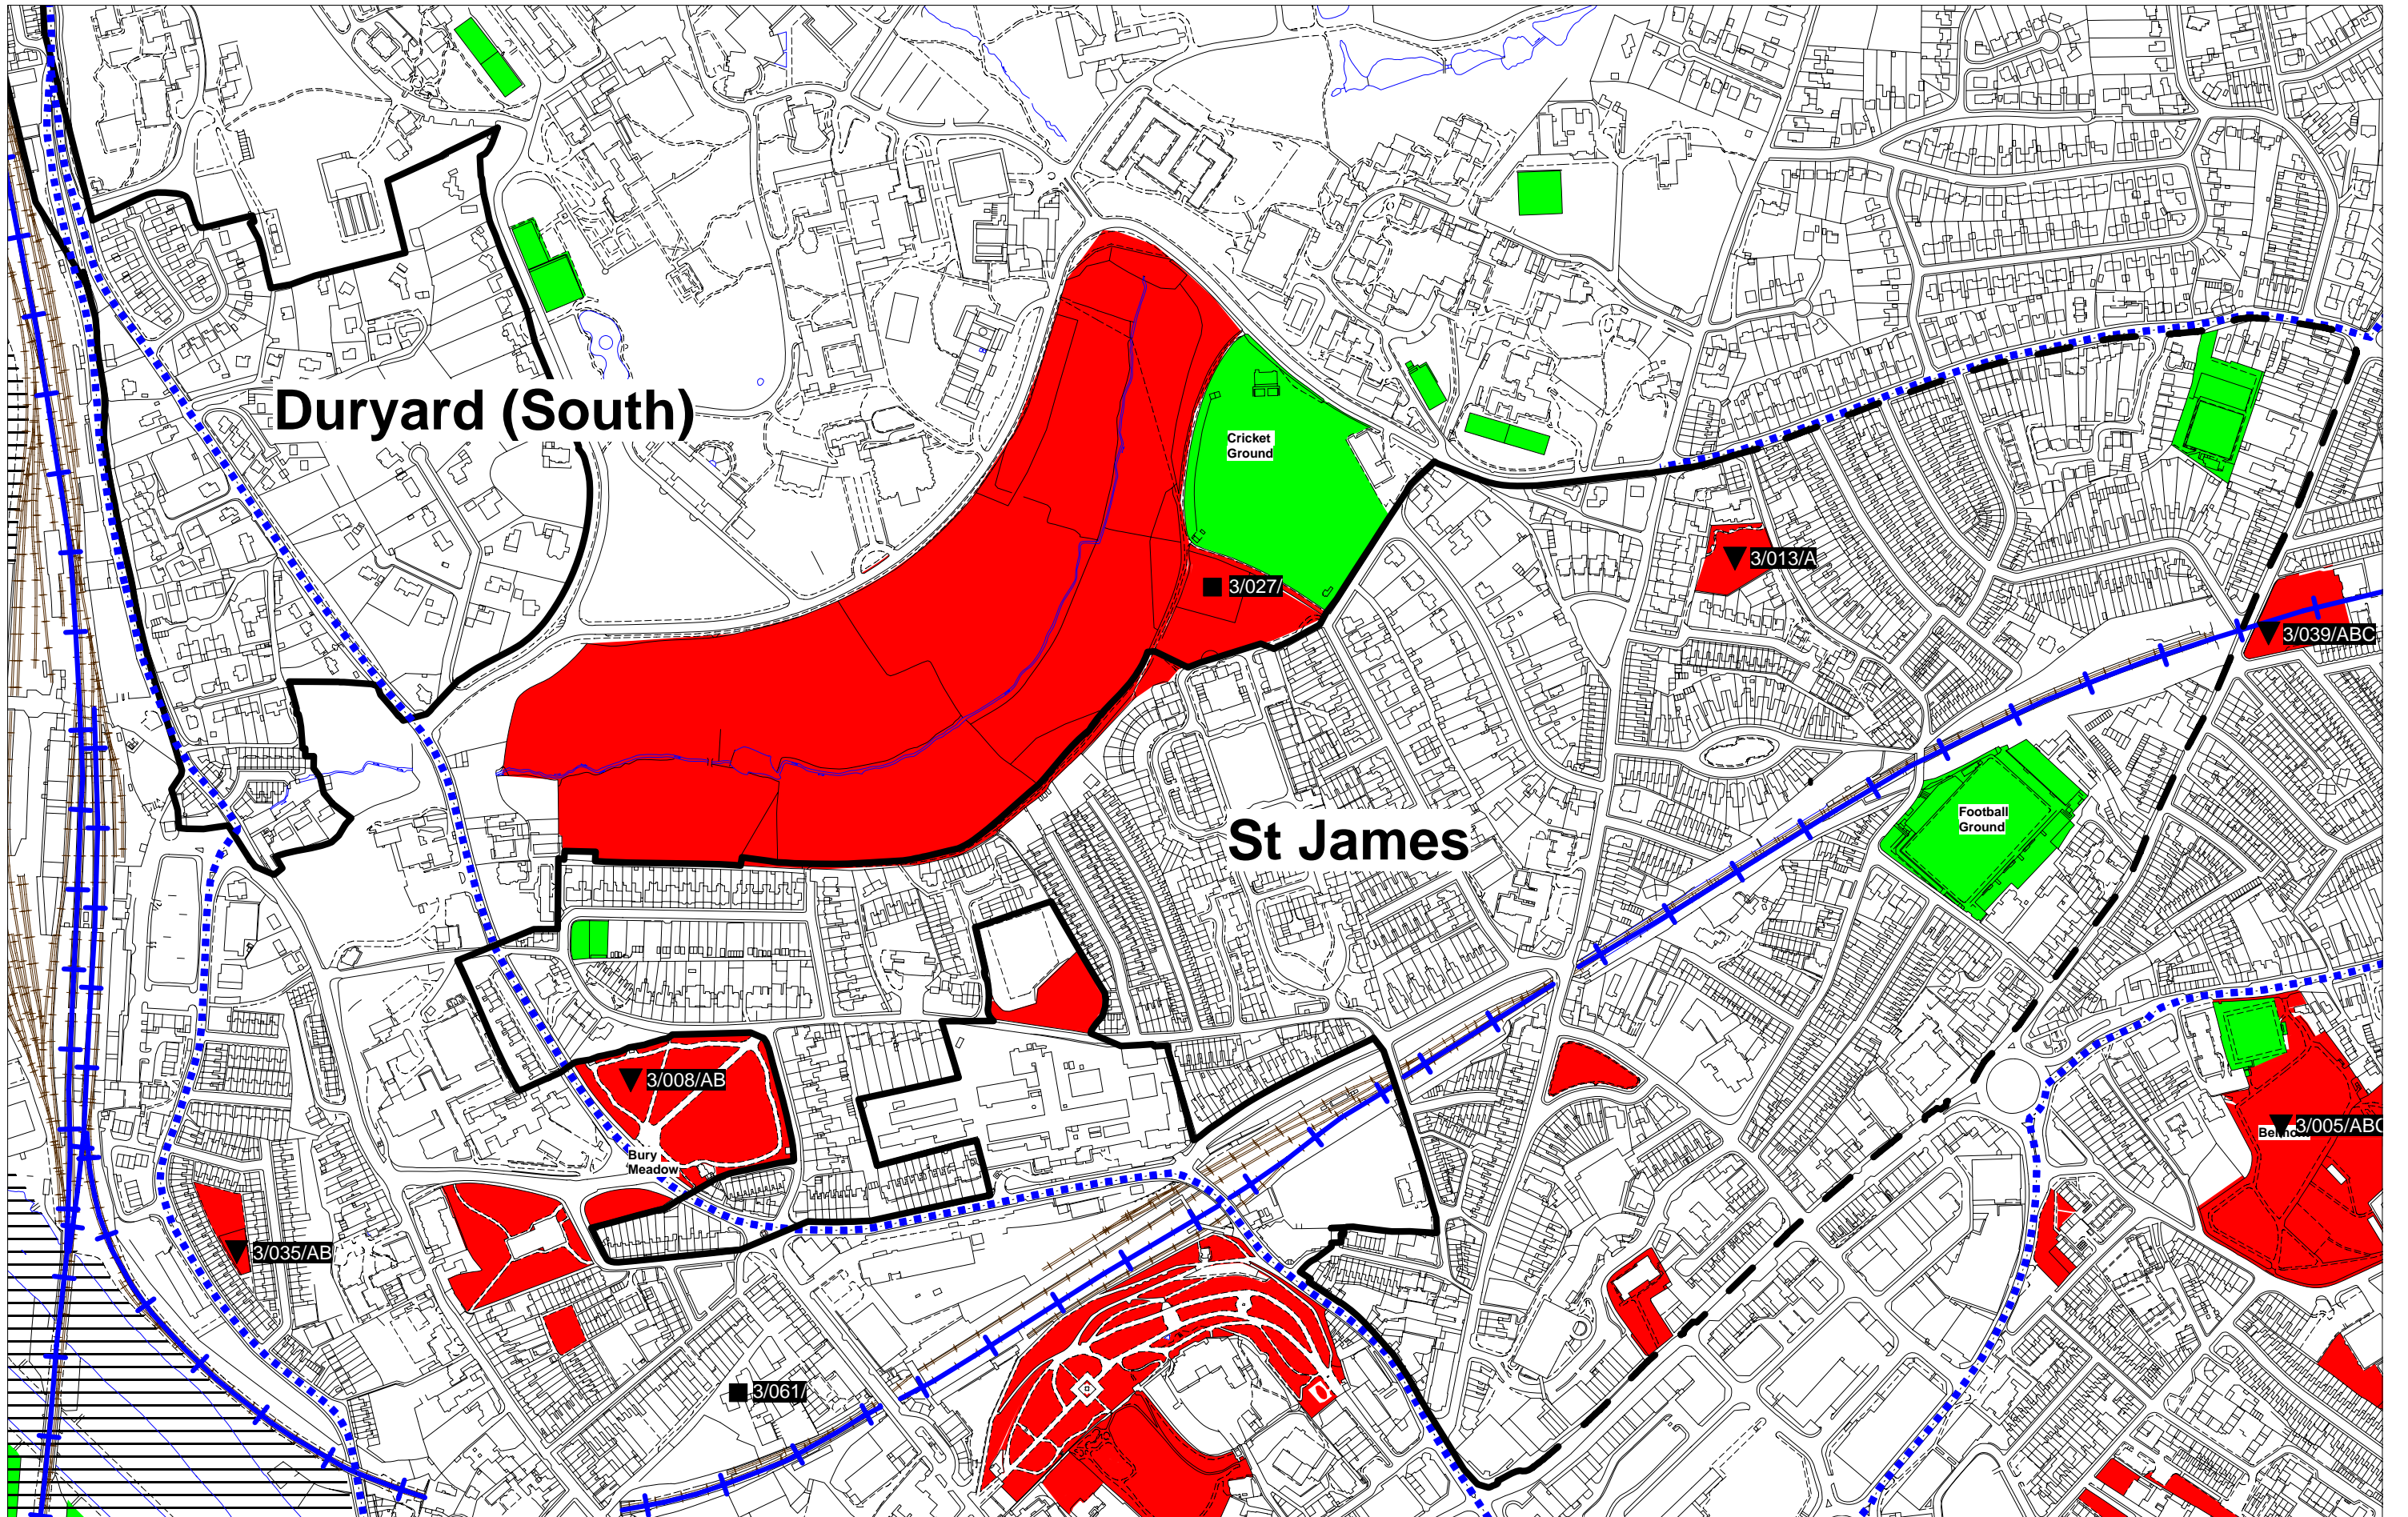 Duryard (South)
Cricket
Ground
3/013/A
3/027/
3/039/ABC
Football
Ground
St James
3/008/AB
3/005/ABC
Bury
Meadow
3/035/AB
3/061/